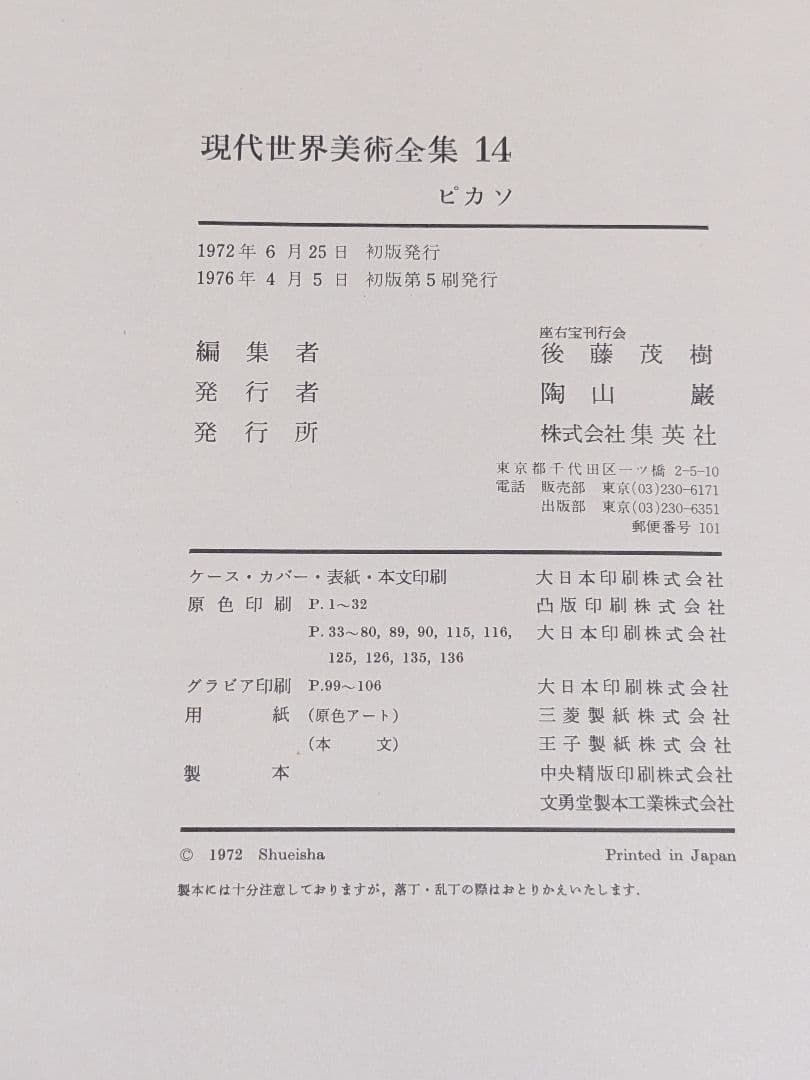 現代世界美術全集 14
ピカソ
1972年 6 月 25 日 初版発行
1976年 4 月 5 日 初版第5刷発行
座右宝刊行会
編集者 後藤茂樹
発行者 陶山巌
発行所 株式会社集英社
東京都千代田区一ツ橋 2-5-10
電話 販売部 東京(03)230-6171
出版部 東京(03)230-6351
郵便番号 101
ケース・カバー・表紙・本文印刷 大日本印刷株式会社
原色印刷 P.1〜32 凸版印刷株式会社
P.33〜80, 89, 90, 115, 116, 大日本印刷株式会社
125, 126, 135, 136
グラビア印刷 P.99〜106 大日本印刷株式会社
用紙 (原色アート) 三菱製紙株式会社
(本文) 王子製紙株式会社
製本 中央精版印刷株式会社
文勇堂製本工業株式会社
© 1972 Shueisha Printed in Japan
製本には十分注意しておりますが, 落丁・乱丁の際はおとりかえいたします.